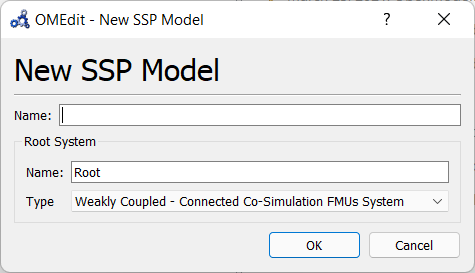 OMEdit - New SSP Model
New SSP Model
Name:
Root System
Name: Root
Type Weakly Coupled - Connected Co-Simulation FMUs System
OK Cancel